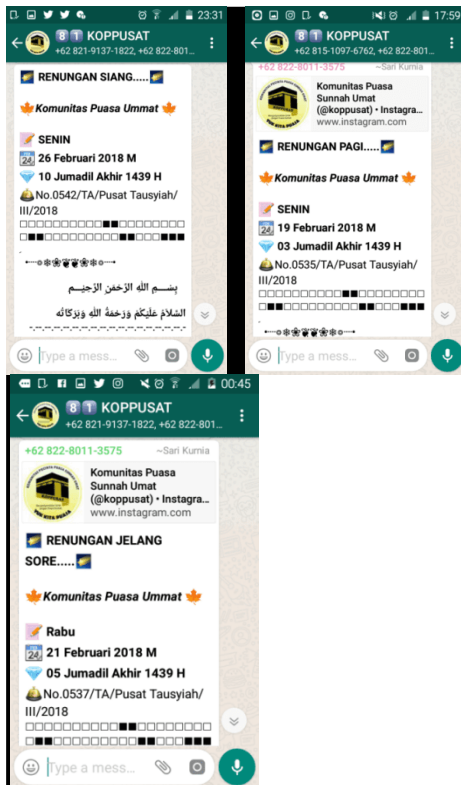 23:31
8 1 KOPPUSAT
+62 821-9137-1822, +62 822-801...
RENUNGAN SIANG.....
Komunitas Puasa Ummat
SENIN
26 Februari 2018 M
10 Jumadil Akhir 1439 H
No.0542/TA/Pusat Tausyiah/
III/2018
بِسْــــمِ اللَّهِ الرَّحْمَنِ الرَّحِيْـــم
السَّلامُ عَلَيْكُمْ وَرَحْمَةُ اللَّهِ وَبَرَكَاتُه
Type a mess...
17:59
8 1 KOPPUSAT
+62 815-1097-6762, +62 822-801...
+62 822-8011-3575 ~Sari Kurnia
Komunitas Puasa
Sunnah Umat
(@koppusat) • Instagra...
www.instagram.com
RENUNGAN PAGI.....
Komunitas Puasa Ummat
SENIN
19 Februari 2018 M
03 Jumadil Akhir 1439 H
No.0535/TA/Pusat Tausyiah/
III/2018
Type a mess...
00:45
8 1 KOPPUSAT
+62 821-9137-1822, +62 822-801...
+62 822-8011-3575 ~Sari Kurnia
Komunitas Puasa
Sunnah Umat
(@koppusat) • Instagra...
www.instagram.com
RENUNGAN JELANG
SORE.....
Komunitas Puasa Ummat
Rabu
21 Februari 2018 M
05 Jumadil Akhir 1439 H
No.0537/TA/Pusat Tausyiah/
III/2018
Type a mess...